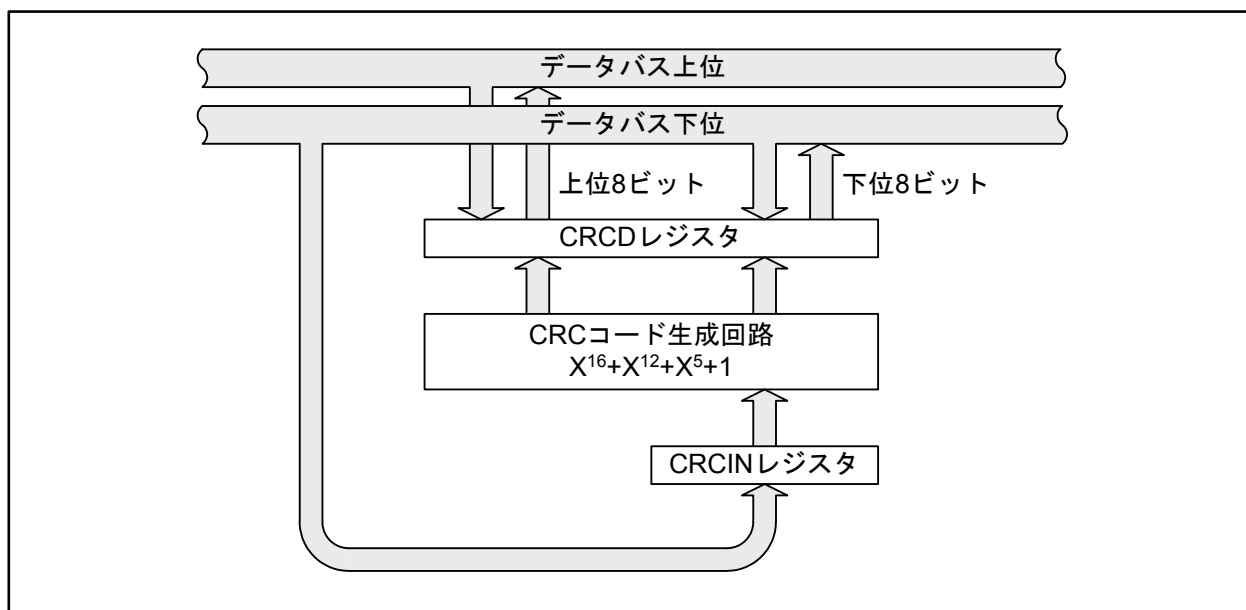 データバス上位
データバス下位
上位8ビット
下位8ビット
CRCDレジスタ
CRCコード生成回路
X¹⁶+X¹²+X⁵+1
CRCINレジスタ